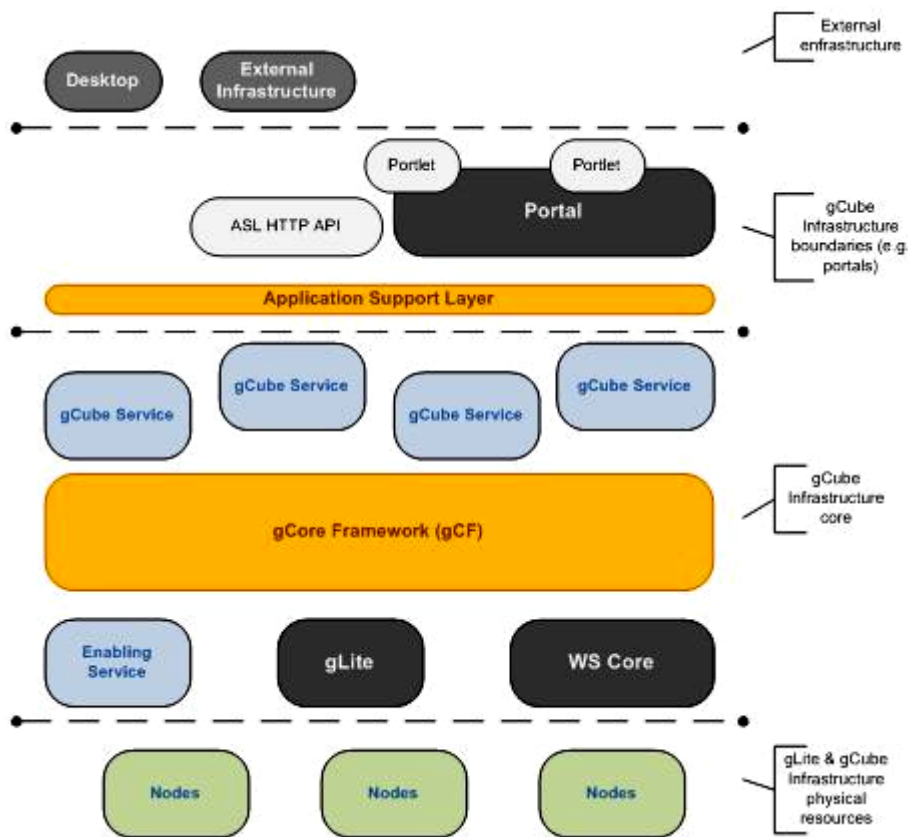 External
enfrastructure
Desktop
External
Infrastructure
Portlet
Portlet
Portal
ASL HTTP API
gCube
Infrastructure
boundaries (e.g.
portals)
Application Support Layer
gCube Service
gCube Service
gCube Service
gCube Service
gCore Framework (gCF)
gCube
Infrastructure
core
Enabling
Service
gLite
WS Core
Nodes
Nodes
Nodes
gLite & gCube
Infrastructure
physical
resources